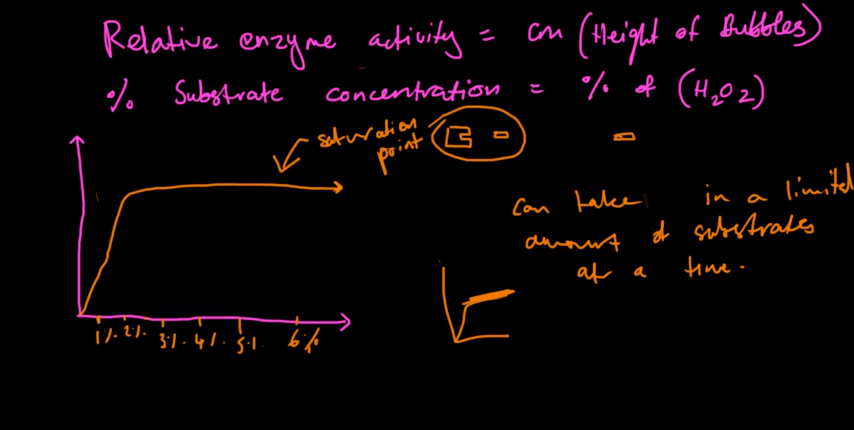 Relative enzyme activity = cm (Height of Bubbles)
% Substrate concentration = % of (H2O2)
saturation
point
can take in a limited
amount of substrates
at a time.
1%. 2%. 3%. 4%. 5%. 6%